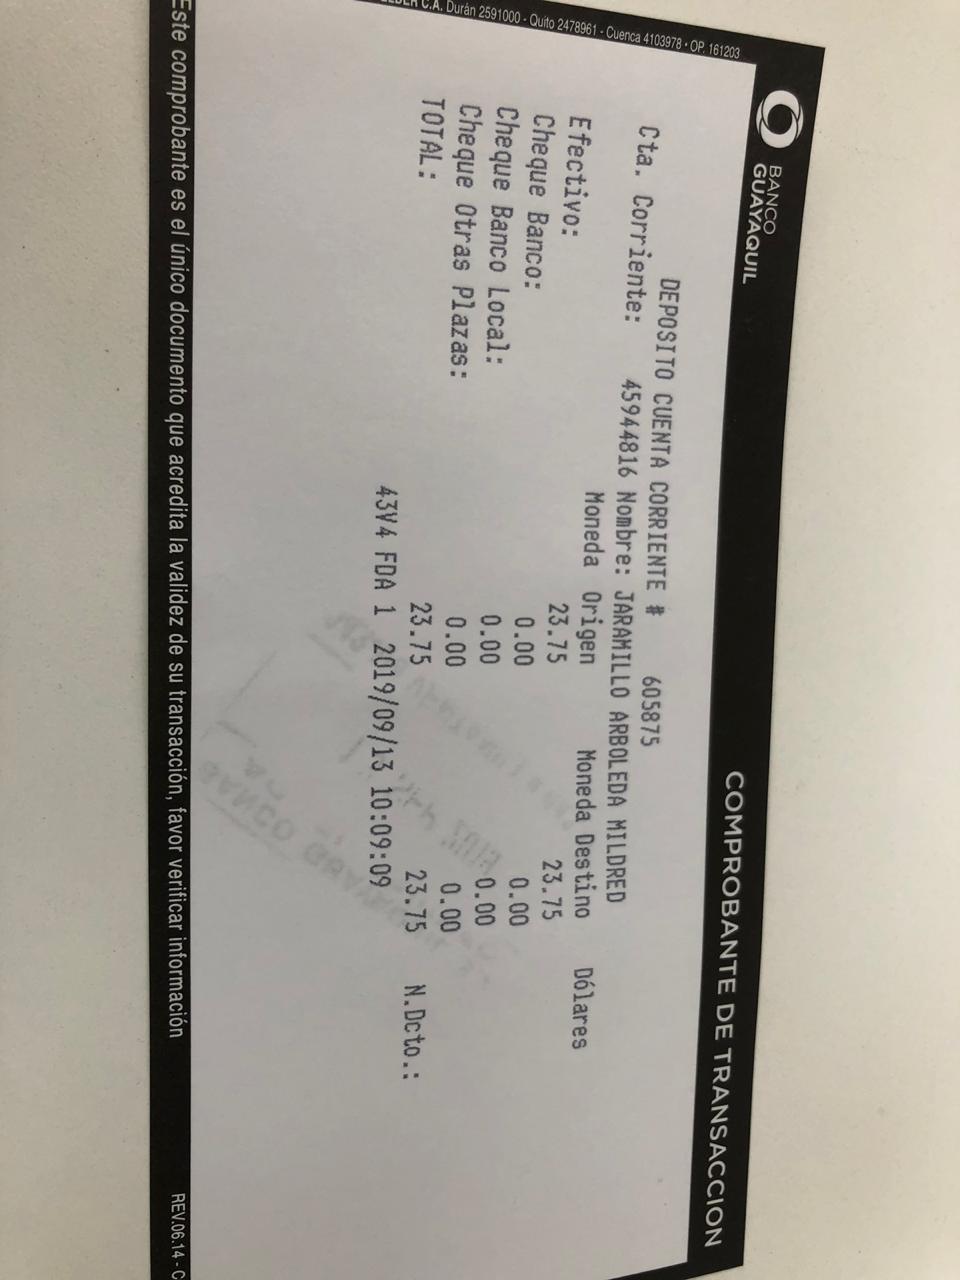 BANCO
GUAYAQUIL
COMPROBANTE DE TRANSACCION
DEPOSITO CUENTA CORRIENTE # 605875
Cta. Corriente: 45944816 Nombre: JARAMILLO ARBOLEDA MILDRED
Moneda Origen Moneda Destino Dólares
Efectivo: 23.75 23.75
Cheque Banco: 0.00 0.00
Cheque Banco Local: 0.00 0.00
Cheque Otras Plazas: 0.00 0.00
TOTAL: 23.75 23.75 N.Dcto.:
43V4 FDA 1 2019/09/13 10:09:09
Este comprobante es el único documento que acredita la validez de su transacción, favor verificar información
REV.06.14 - C
C.A. Durán 2591000 - Quito 2478961 - Cuenca 4103978 - OP. 161203